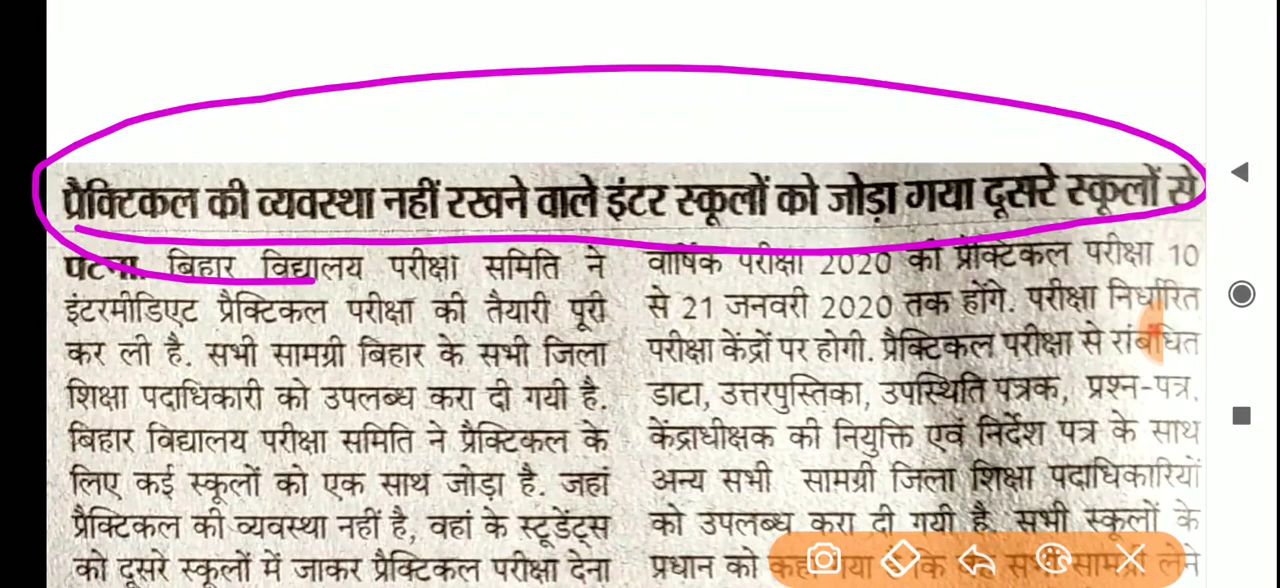 प्रैक्टिकल की व्यवस्था नहीं रखने वाले इंटर स्कूलों को जोड़ा गया दूसरे स्कूलों से
पटना. बिहार विद्यालय परीक्षा समिति ने
इंटरमीडिएट प्रैक्टिकल परीक्षा की तैयारी पूरी
कर ली है. सभी सामग्री बिहार के सभी जिला
शिक्षा पदाधिकारी को उपलब्ध करा दी गयी है.
बिहार विद्यालय परीक्षा समिति ने प्रैक्टिकल के
लिए कई स्कूलों को एक साथ जोड़ा है. जहां
प्रैक्टिकल की व्यवस्था नहीं है, वहां के स्टूडेंट्स
को दूसरे स्कूलों में जाकर प्रैक्टिकल परीक्षा देना
वार्षिक परीक्षा 2020 की प्रैक्टिकल परीक्षा 10
से 21 जनवरी 2020 तक होंगे. परीक्षा निर्धारित
परीक्षा केंद्रों पर होगी. प्रैक्टिकल परीक्षा से संबंधित
डाटा, उत्तरपुस्तिका, उपस्थिति पत्रक, प्रश्न-पत्र,
केंद्राधीक्षक की नियुक्ति एवं निर्देश पत्र के साथ
अन्य सभी सामग्री जिला शिक्षा पदाधिकारियों
को उपलब्ध करा दी गयी है. सभी स्कूलों के
प्रधान को कहा गया कि सभी लेने